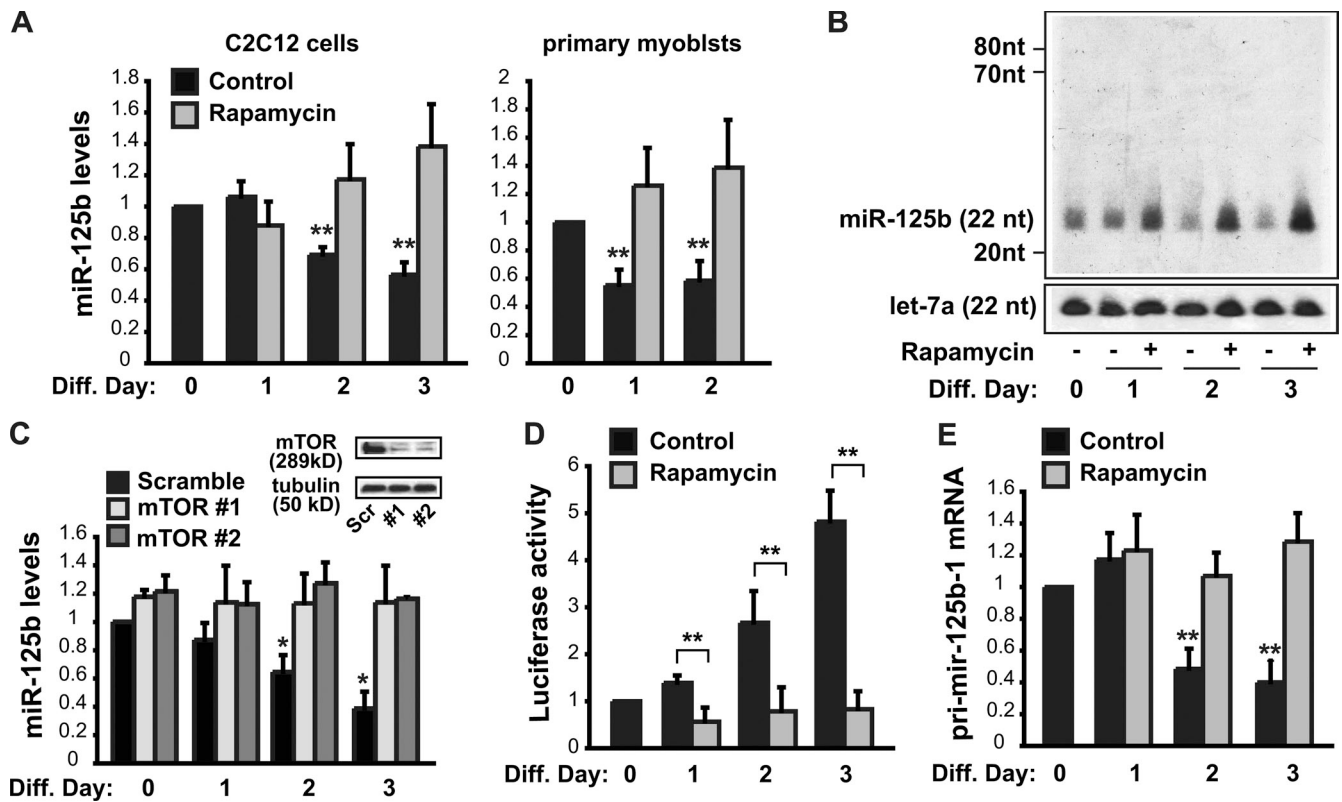 A
C2C12 cells
primary myoblsts
Control
Rapamycin
miR-125b levels
1.8
1.6
1.4
1.2
1
0.8
0.6
0.4
0.2
0
**
**
2
1.8
1.6
1.4
1.2
1
0.8
0.6
0.4
0.2
0
**
**
Diff. Day: 0 1 2 3
0 1 2
B
80nt
70nt
miR-125b (22 nt)
20nt
let-7a (22 nt)
Rapamycin - - + - + - +
Diff. Day: 0 1 2 3
C
mTOR
(289kD)
tubulin
(50 kD)
Scr #1 #2
Scramble
mTOR #1
mTOR #2
miR-125b levels
1.6
1.4
1.2
1
0.8
0.6
0.4
0.2
0
*
*
Diff. Day: 0 1 2 3
D
Control
Rapamycin
Luciferase activity
6
5
4
3
2
1
0
**
**
**
Diff. Day: 0 1 2 3
E
Control
Rapamycin
pri-mir-125b-1 mRNA
1.6
1.4
1.2
1
0.8
0.6
0.4
0.2
0
**
**
Diff. Day: 0 1 2 3